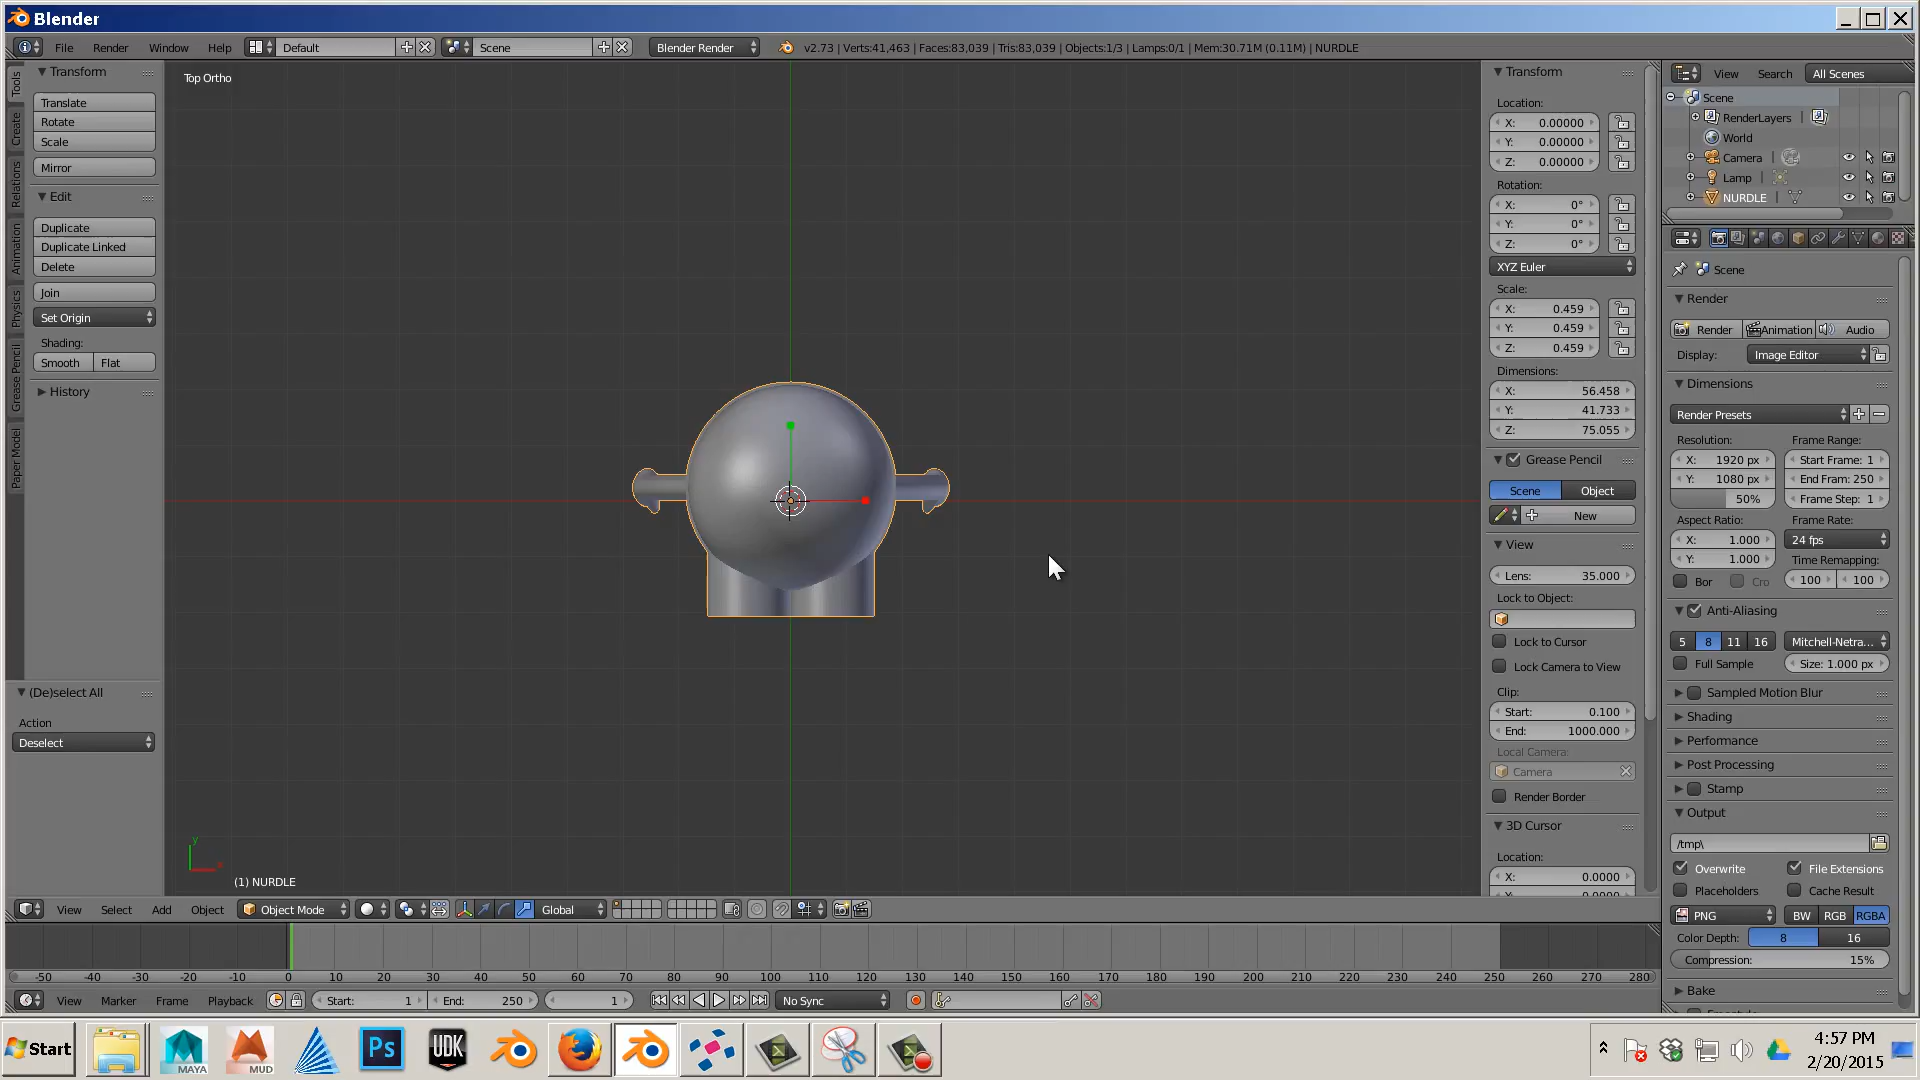 Blender
File Render Window Help Default Scene Blender Render v2.73 | Verts:41,463 | Faces:83,039 | Tris:83,039 | Objects:1/3 | Lamps:0/1 | Mem:30.71M (0.11M) | NURDLE
Tools
Create
Relations
Animation
Physics
Grease Pencil
Paper Model
Transform
Translate
Rotate
Scale
Mirror
Edit
Duplicate
Duplicate Linked
Delete
Join
Set Origin
Shading:
Smooth Flat
History
(De)select All
Action
Deselect
Top Ortho
y
x
(1) NURDLE
Transform
Location:
X: 0.00000
Y: 0.00000
Z: 0.00000
Rotation:
X: 0°
Y: 0°
Z: 0°
XYZ Euler
Scale:
X: 0.459
Y: 0.459
Z: 0.459
Dimensions:
X: 56.458
Y: 41.733
Z: 75.055
Grease Pencil
Scene Object
New
View
Lens: 35.000
Lock to Object:
Lock to Cursor
Lock Camera to View
Clip:
Start: 0.100
End: 1000.000
Local Camera:
Camera
Render Border
3D Cursor
Location:
X: 0.0000
View Search All Scenes
Scene
RenderLayers
World
Camera
Lamp
NURDLE
Scene
Render
Render Animation Audio
Display: Image Editor
Dimensions
Render Presets
Resolution: Frame Range:
X: 1920 px Start Frame: 1
Y: 1080 px End Fram: 250
50% Frame Step: 1
Aspect Ratio: Frame Rate:
X: 1.000 24 fps
Y: 1.000 Time Remapping:
Bor Cro 100 100
Anti-Aliasing
5 8 11 16 Mitchell-Netra...
Full Sample Size: 1.000 px
Sampled Motion Blur
Shading
Performance
Post Processing
Stamp
Output
/tmp\
Overwrite File Extensions
Placeholders Cache Result
PNG BW RGB RGBA
Color Depth: 8 16
Compression: 15%
Bake
View Select Add Object Object Mode Global
-50 -40 -30 -20 -10 0 10 20 30 40 50 60 70 80 90 100 110 120 130 140 150 160 170 180 190 200 210 220 230 240 250 260 270 280
View Marker Frame Playback Start: 1 End: 250 1 No Sync
Start MAYA MUD Ps UDK
4:57 PM
2/20/2015